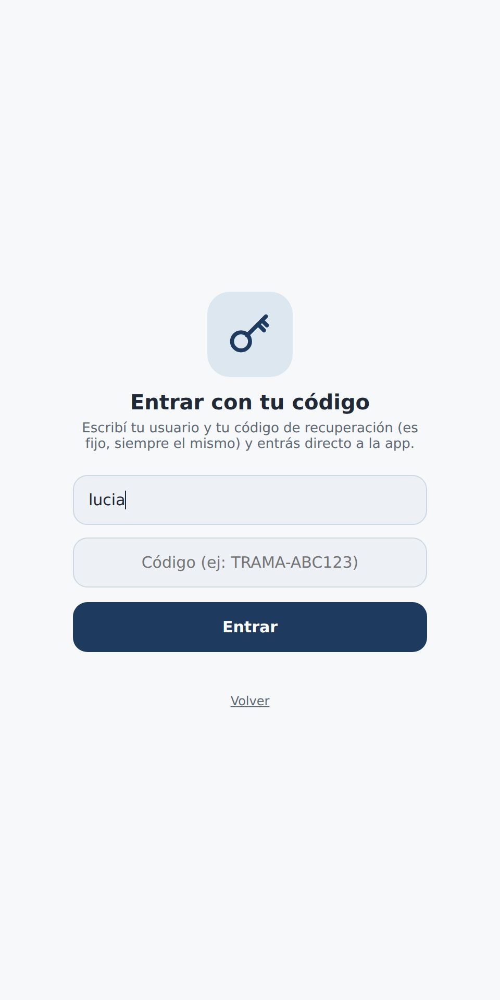 Entrar con tu código
Escribí tu usuario y tu código de recuperación (es
fijo, siempre el mismo) y entrás directo a la app.
lucia
Código (ej: TRAMA-ABC123)
Entrar
Volver